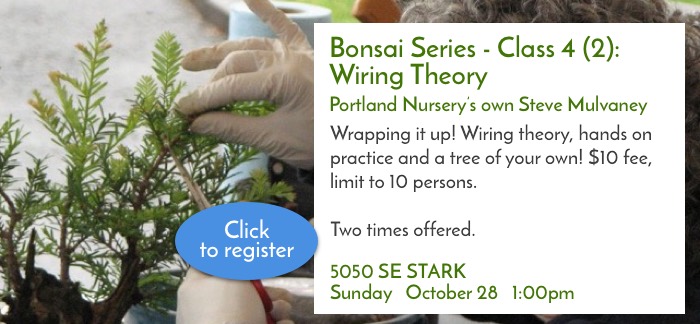 Bonsai Series - Class 4 (2):
Wiring Theory
Portland Nursery's own Steve Mulvaney
Wrapping it up! Wiring theory, hands on
practice and a tree of your own! $10 fee,
limit to 10 persons.
Two times offered.
Click
to register
5050 SE STARK
Sunday October 28 1:00pm